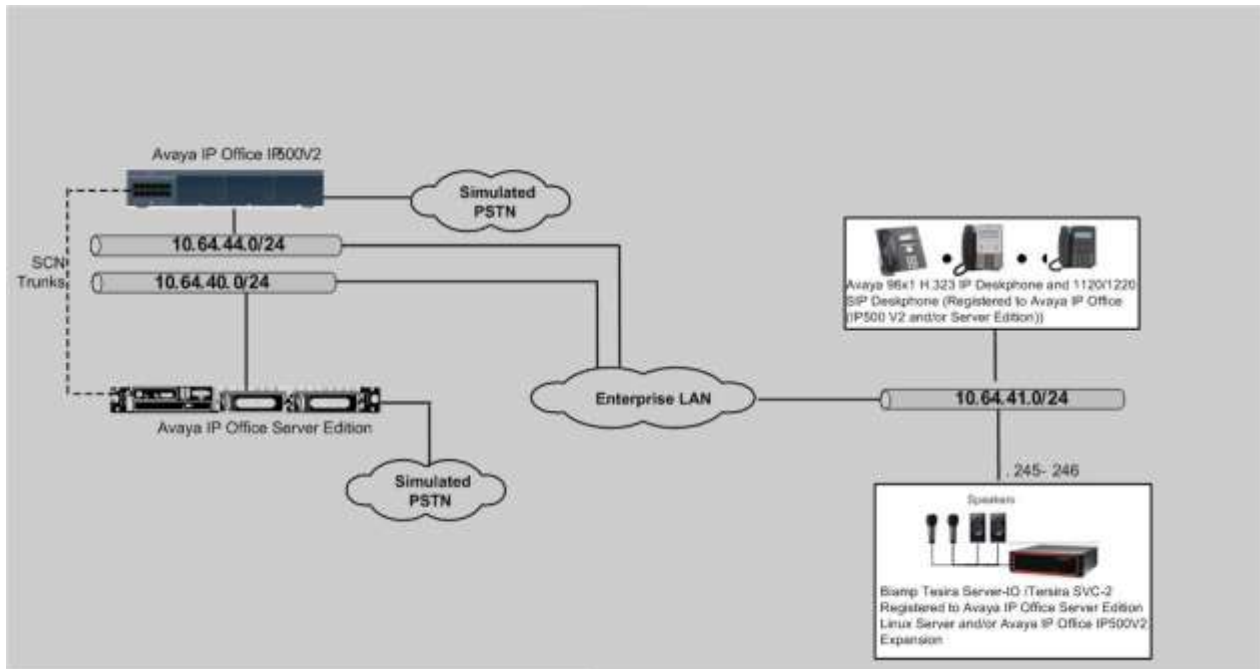 Avaya IP Office IP500V2
Simulated
PSTN
10.64.44.0/24
SCN
Trunks
10.64.40.0/24
Avaya IP Office Server Edition
Simulated
PSTN
Enterprise LAN
Avaya 96x1 H.323 IP Deskphone and 1120/1220
SIP Deskphone (Registered to Avaya IP Office
(IP500 V2 and/or Server Edition))
10.64.41.0/24
. 245- 246
Speakers
Biamp Tesira Server-IO /Tersira SVC-2
Registered to Avaya IP Office Server Edition
Linux Server and/or Avaya IP Office IP500V2
Expansion